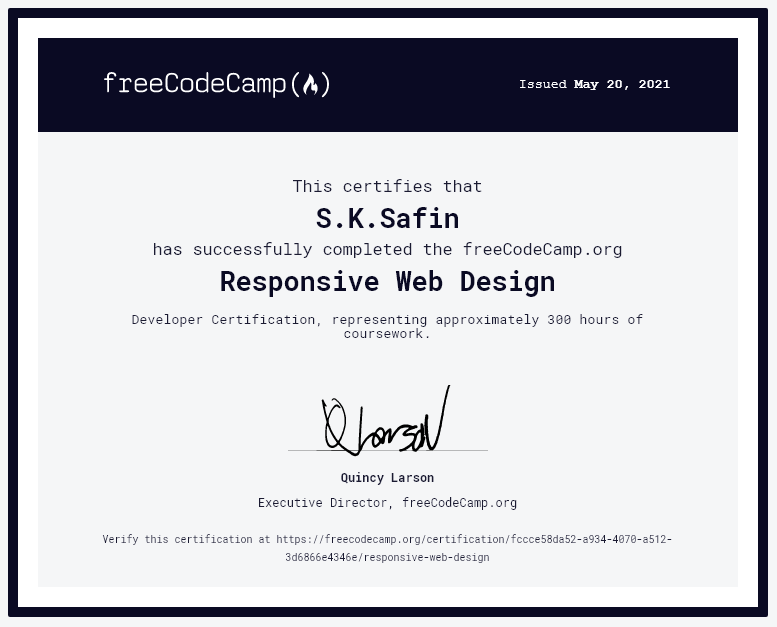 freeCodeCamp
Issued May 20, 2021
This certifies that
S.K.Safin
has successfully completed the freeCodeCamp.org
Responsive Web Design
Developer Certification, representing approximately 300 hours of
coursework.
Q Larson
Quincy Larson
Executive Director, freeCodeCamp.org
Verify this certification at https://freecodecamp.org/certification/fccce58da52-a934-4070-a512-
3d6866e4346e/responsive-web-design